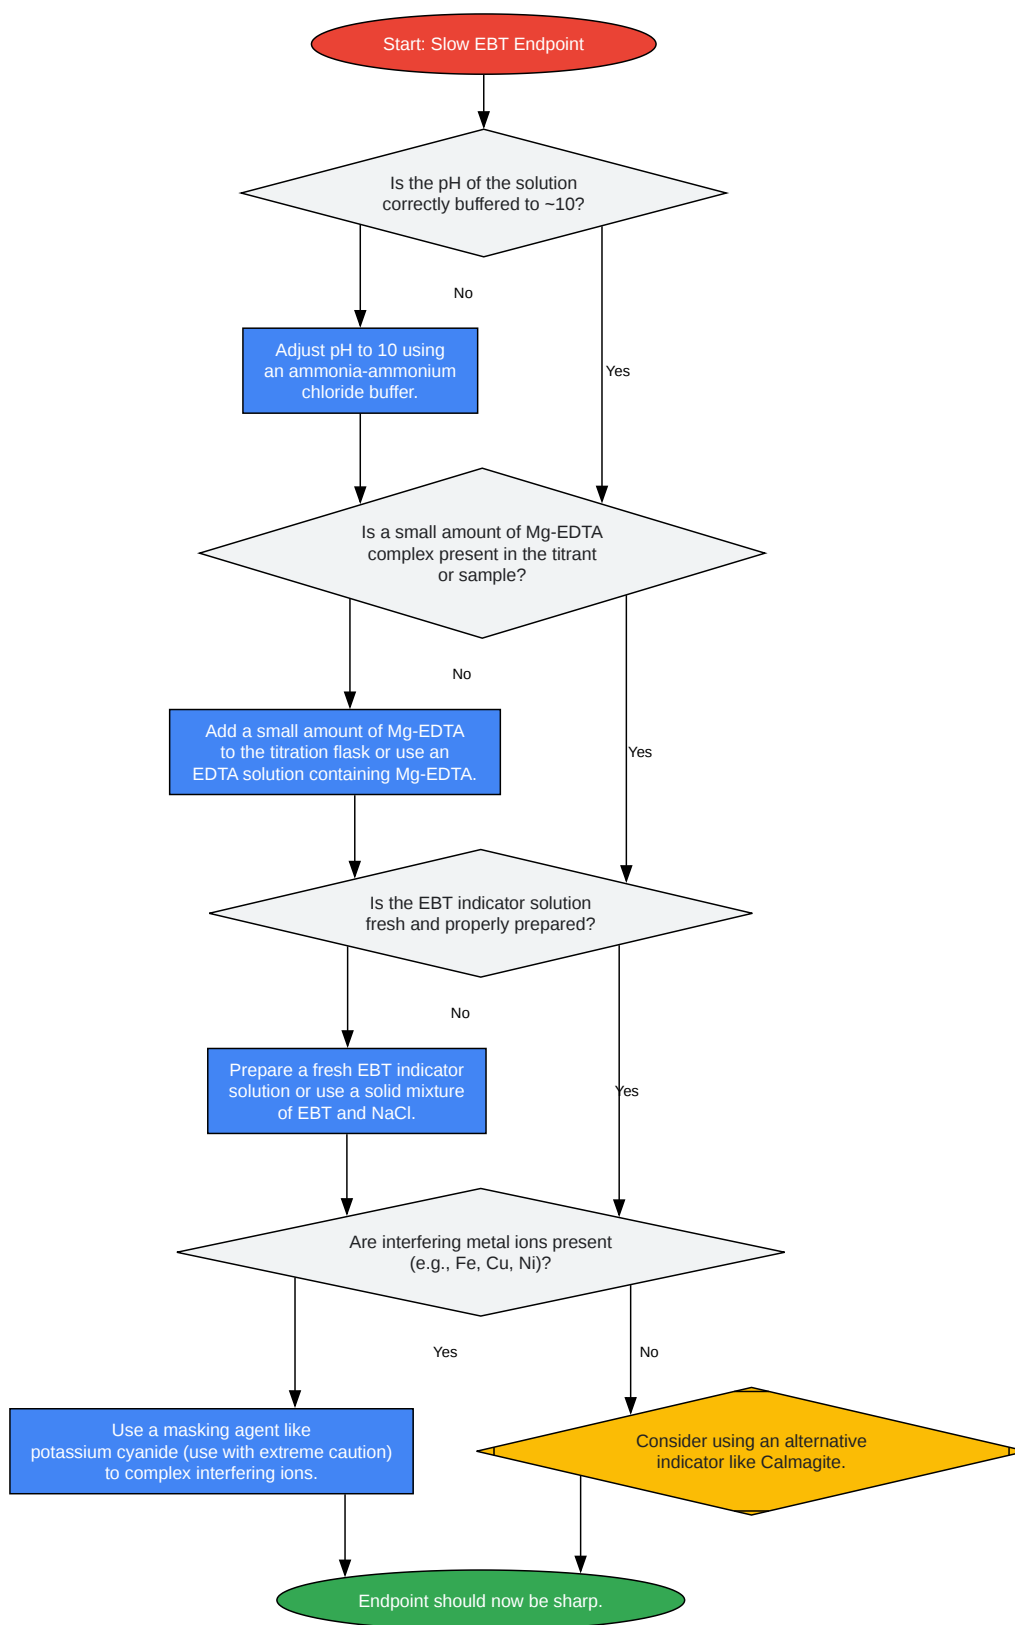 Start: Slow EBT Endpoint
Is the pH of the solution
correctly buffered to ~10?
No
Adjust pH to 10 using
an ammonia-ammonium
chloride buffer.
Yes
Is a small amount of Mg-EDTA
complex present in the titrant
or sample?
No
Add a small amount of Mg-EDTA
to the titration flask or use an
EDTA solution containing Mg-EDTA.
Yes
Is the EBT indicator solution
fresh and properly prepared?
No
Prepare a fresh EBT indicator
solution or use a solid mixture
of EBT and NaCl.
Yes
Are interfering metal ions present
(e.g., Fe, Cu, Ni)?
Yes
No
Use a masking agent like
potassium cyanide (use with extreme caution)
to complex interfering ions.
Consider using an alternative
indicator like Calmagite.
Endpoint should now be sharp.